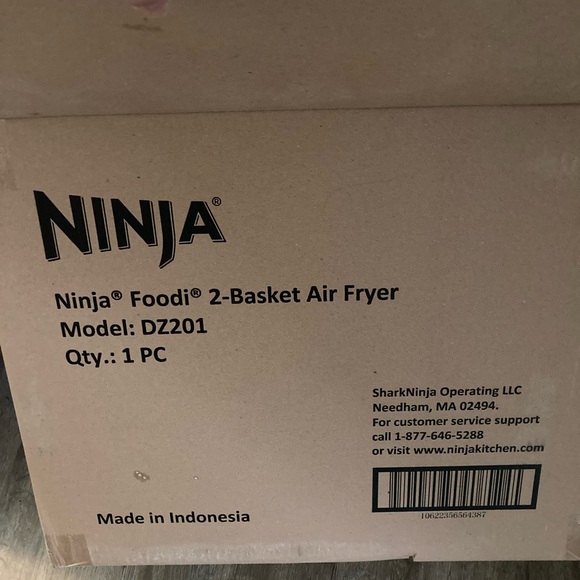 NINJA®
Ninja® Foodi® 2-Basket Air Fryer
Model: DZ201
Qty.: 1 PC
SharkNinja Operating LLC
Needham, MA 02494.
For customer service support
call 1-877-646-5288
or visit www.ninjakitchen.com
10622356564387
Made in Indonesia